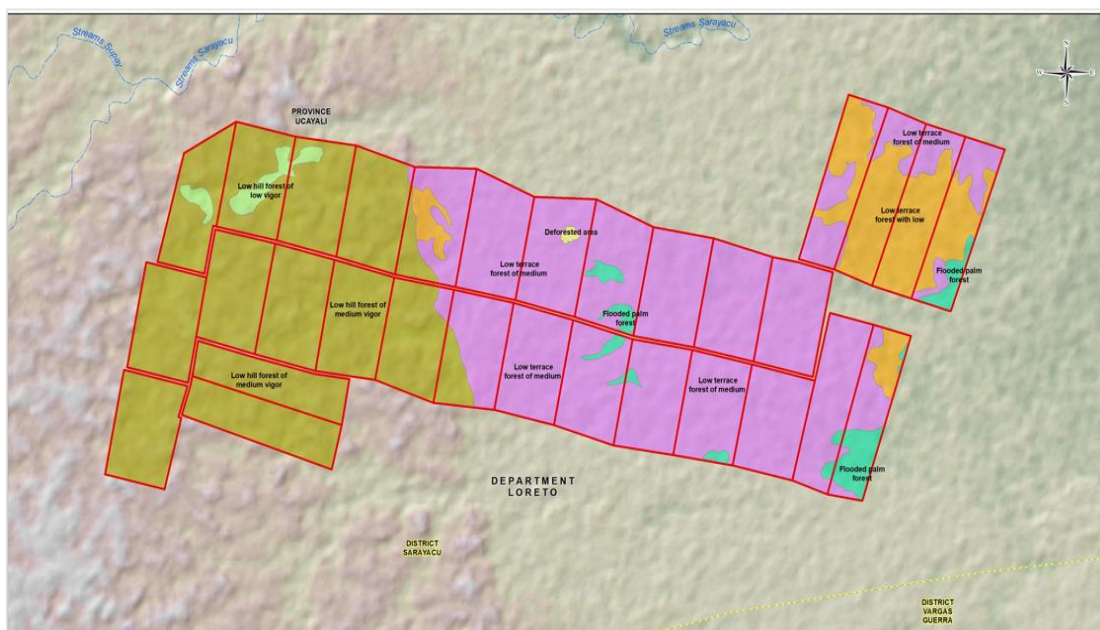 Streams Supay
Streams Sarayacu
Streams Sarayacu
N
W
E
S
PROVINCE
UCAYALI
Low terrace
forest of medium
Low hill forest of
low vigor
Low terrace
forest with low
Deforested area
Low terrace
forest of medium
Flooded palm
forest
Low hill forest of
medium vigor
Flooded palm
forest
Low hill forest of
medium vigor
Low terrace
forest of medium
Low terrace
forest of medium
Flooded palm
forest
DEPARTMENT
LORETO
DISTRICT
SARAYACU
DISTRICT
VARGAS
GUERRA